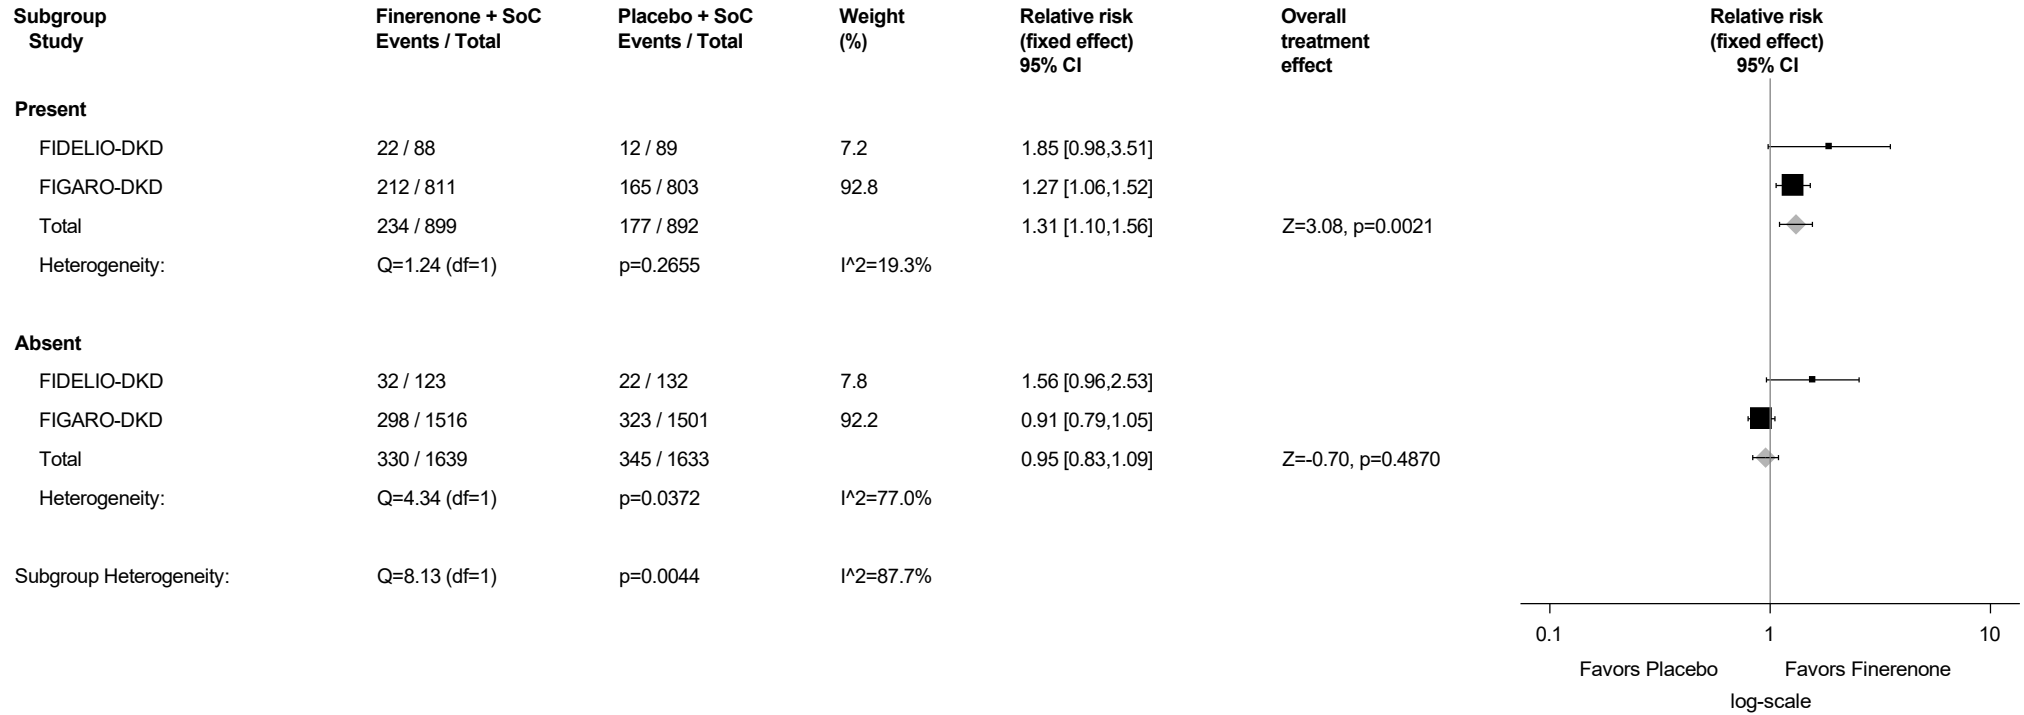 Subgroup Finerenone + SoC Placebo + SoC Weight Relative risk Overall Relative risk
Study Events / Total Events / Total (%) (fixed effect) treatment (fixed effect)
95% CI effect 95% CI
Present
FIDELIO-DKD 22 / 88 12 / 89 7.2 1.85 [0.98,3.51]
FIGARO-DKD 212 / 811 165 / 803 92.8 1.27 [1.06,1.52]
Total 234 / 899 177 / 892 1.31 [1.10,1.56] Z=3.08, p=0.0021
Heterogeneity: Q=1.24 (df=1) p=0.2655 I^2=19.3%
Absent
FIDELIO-DKD 32 / 123 22 / 132 7.8 1.56 [0.96,2.53]
FIGARO-DKD 298 / 1516 323 / 1501 92.2 0.91 [0.79,1.05]
Total 330 / 1639 345 / 1633 0.95 [0.83,1.09] Z=-0.70, p=0.4870
Heterogeneity: Q=4.34 (df=1) p=0.0372 I^2=77.0%
Subgroup Heterogeneity: Q=8.13 (df=1) p=0.0044 I^2=87.7%
0.1 1 10
Favors Placebo Favors Finerenone
log-scale